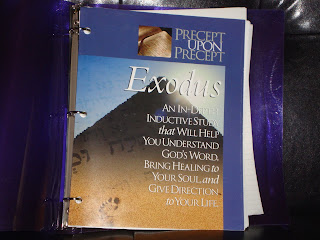 PRECEPT
UPON
PRECEPT
Exodus
AN IN-DEPTH
INDUCTIVE STUDY
that WILL HELP
YOU UNDERSTAND
GOD'S WORD,
BRING HEALING to
YOUR SOUL, and
GIVE DIRECTION
to YOUR LIFE.